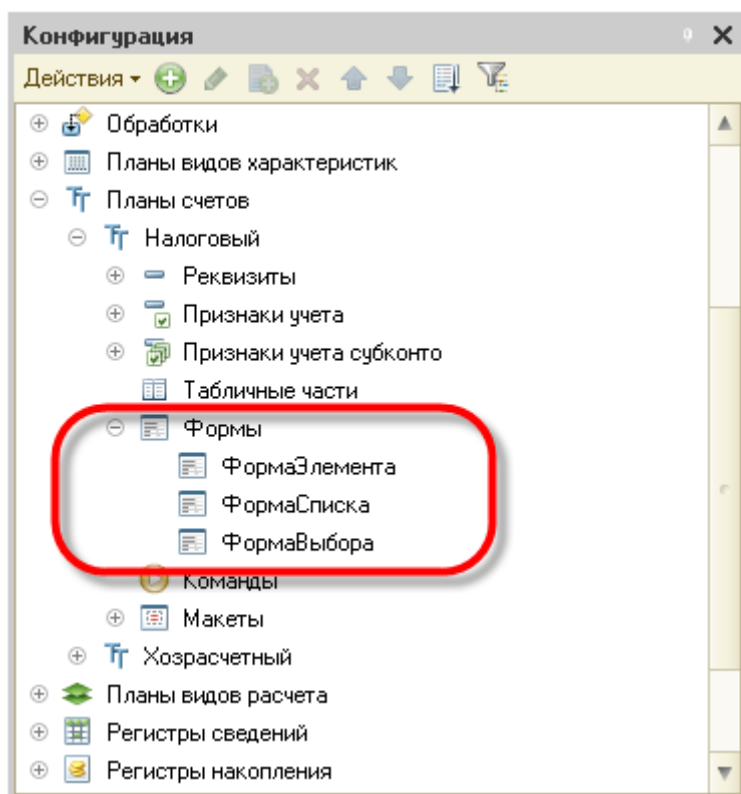 Конфигурация
Действия
Обработки
Планы видов характеристик
Планы счетов
Налоговый
Реквизиты
Признаки учета
Признаки учета субконто
Табличные части
Формы
ФормаЭлемента
ФормаСписка
ФормаВыбора
Команды
Макеты
Хозрасчетный
Планы видов расчета
Регистры сведений
Регистры накопления